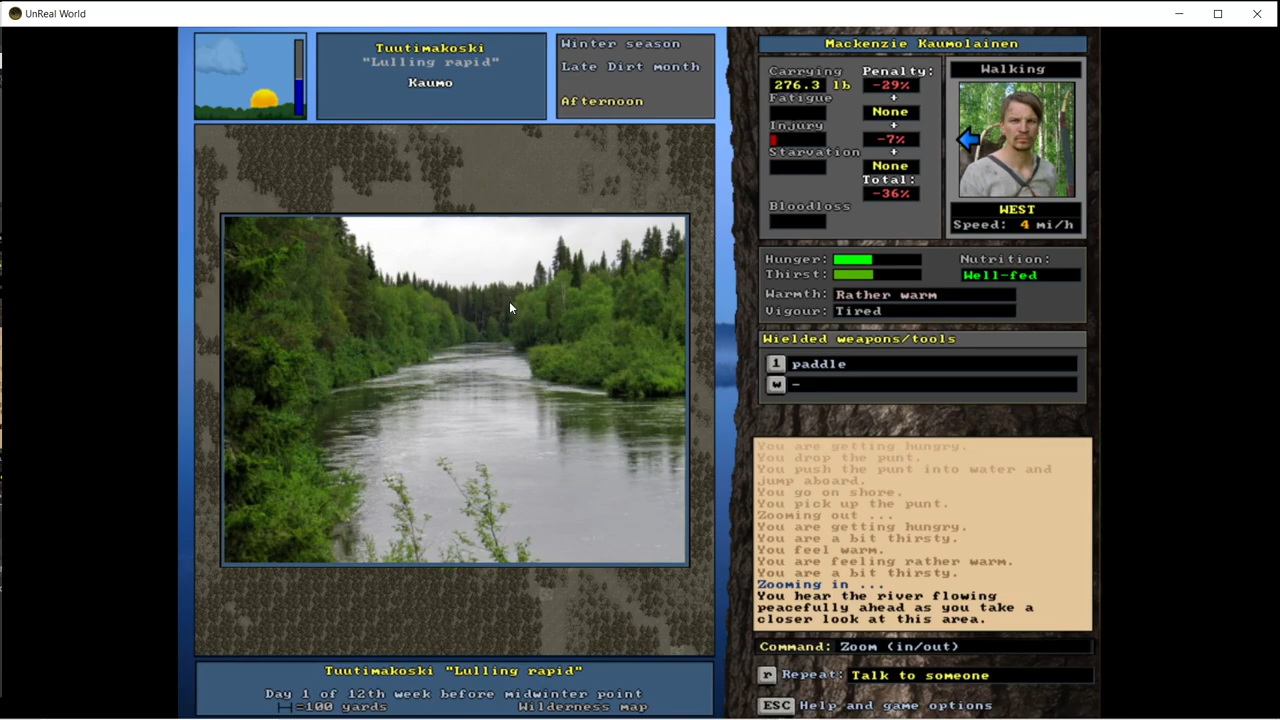 UnReal World
Tuutimakoski
"Lulling rapid"
Kaumo
Winter season
Late Dirt month
Afternoon
Mackenzie Kaumolainen
Carrying
Penalty:
276.3 lb
-29%
Fatigue
+
None
Injury
+
-7%
Starvation
+
None
Total:
-36%
Bloodloss
Walking
WEST
Speed: 4 mi/h
Hunger:
Nutrition:
Thirst:
Well-fed
Warmth: Rather warm
Vigour: Tired
Wielded weapons/tools
1 paddle
w -
You are getting hungry.
You drop the punt.
You push the punt into water and
jump aboard.
You go on shore.
You pick up the punt.
Zooming out ...
You are getting hungry.
You are a bit thirsty.
You feel warm.
You are feeling rather warm.
You are a bit thirsty.
Zooming in ...
You hear the river flowing
peacefully ahead as you take a
closer look at this area.
Command: Zoom (in/out)
r Repeat: Talk to someone
ESC Help and game options
Tuutimakoski "Lulling rapid"
Day 1 of 12th week before midwinter point
=100 yards
Wilderness map